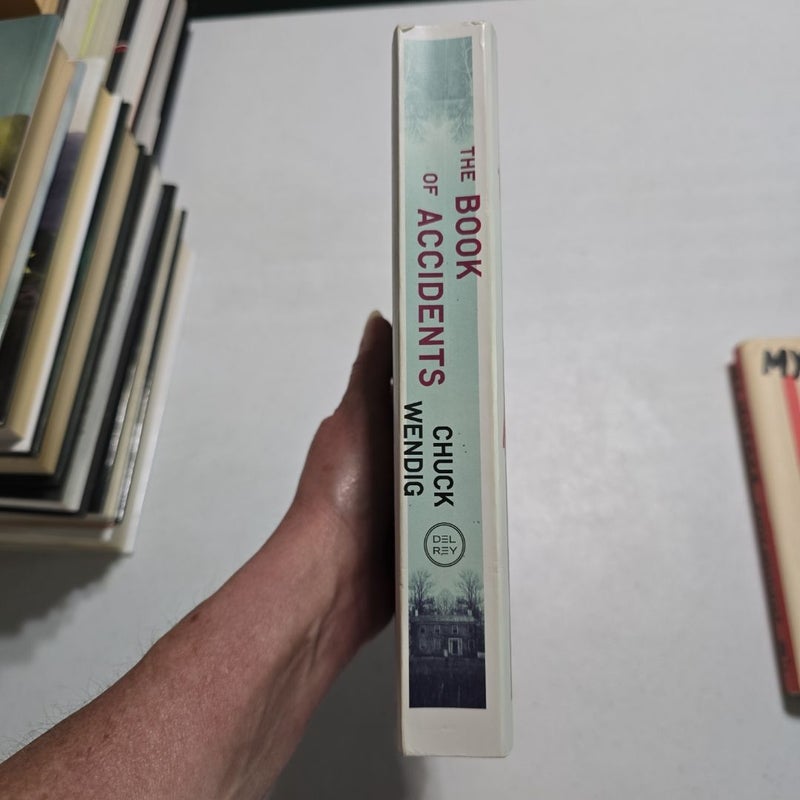 THE BOOK
OF ACCIDENTS
CHUCK
WENDIG
DEL
REY